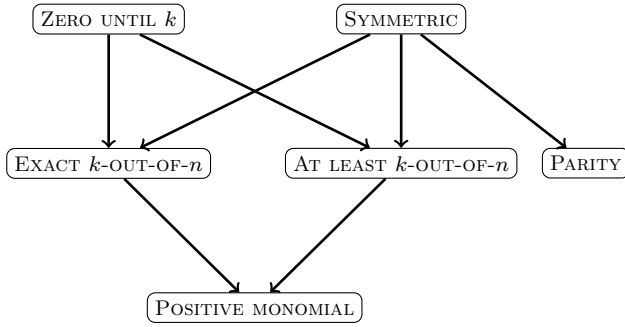 Zero until k
Symmetric
Exact k-out-of-n
At least k-out-of-n
Parity
Positive monomial